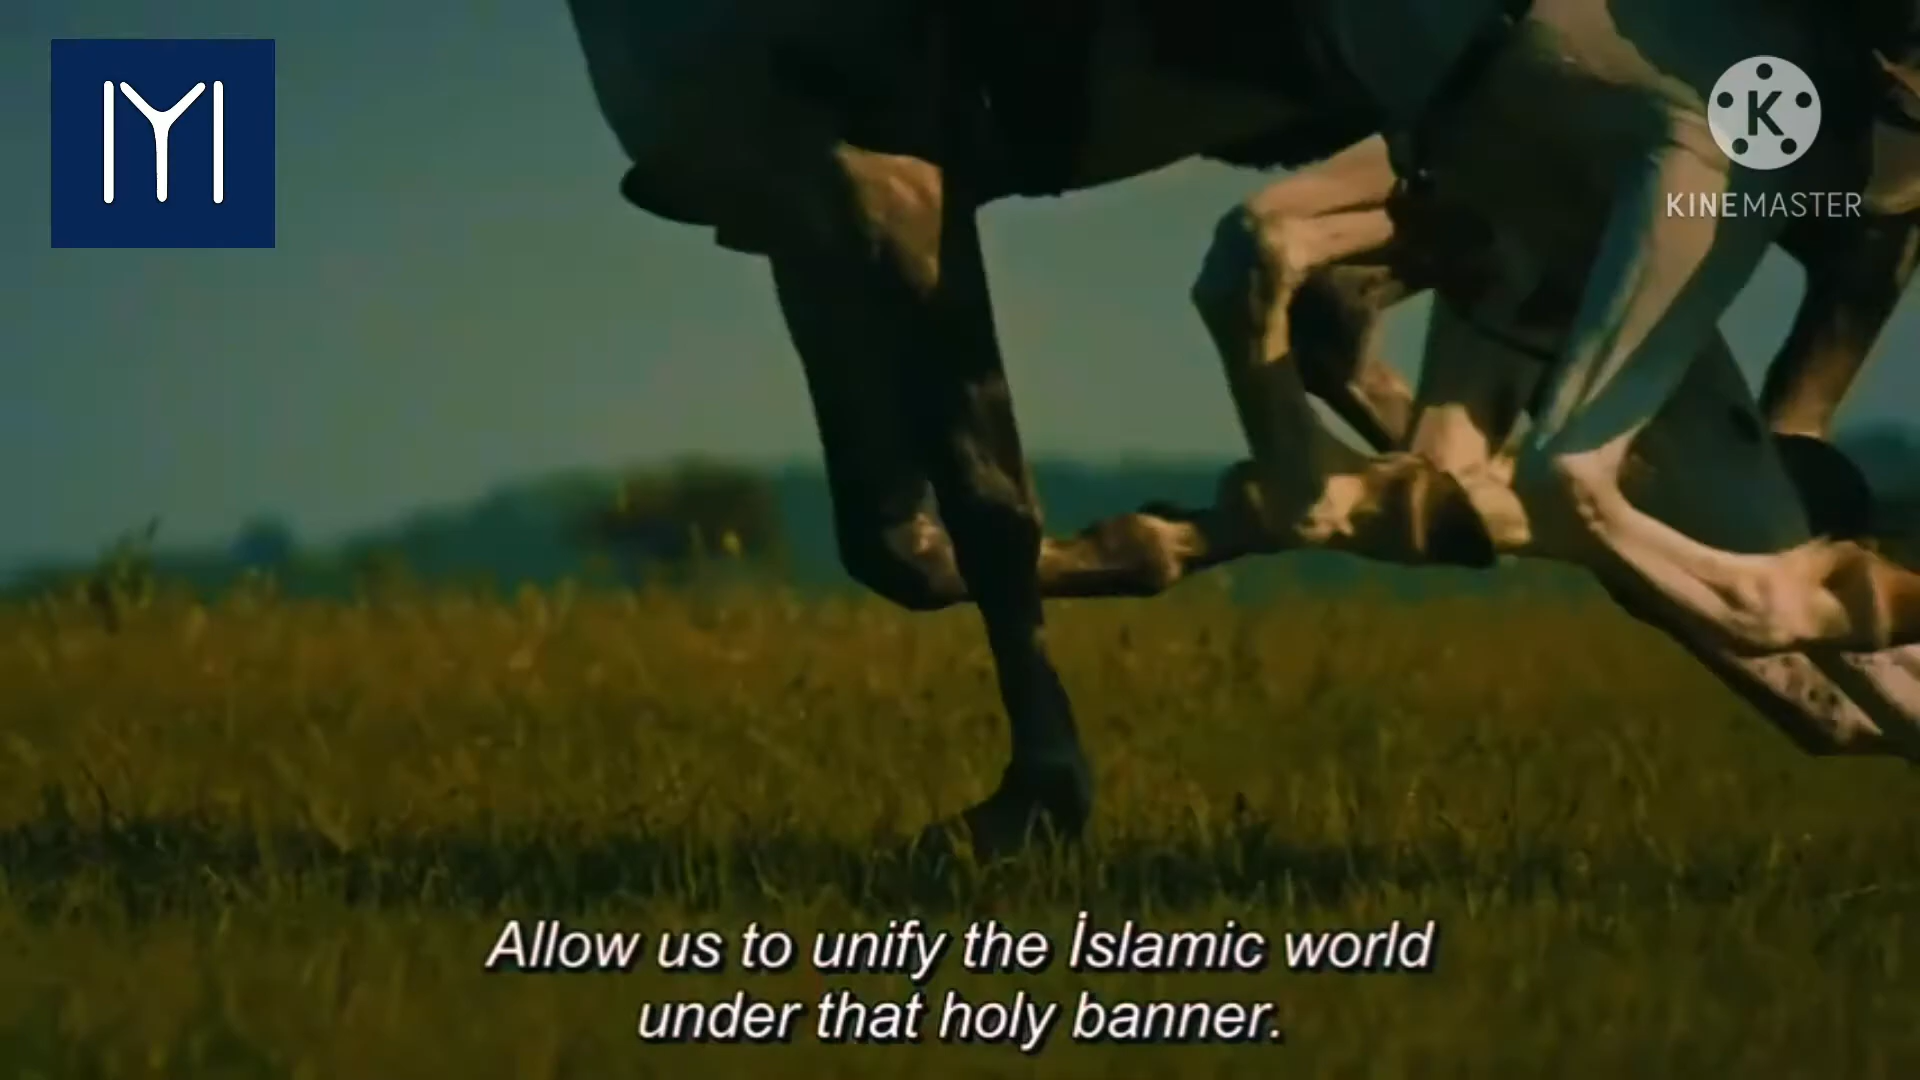 KINEMASTER
Allow us to unify the İslamic world
under that holy banner.